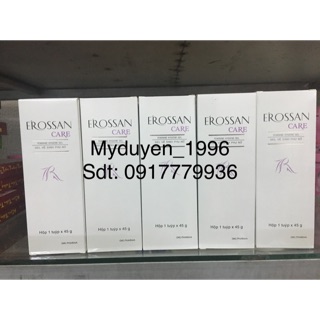 EROSSAN
CARE
EROSSAN
CARE
EROSSAN
CARE
EROSSAN
CARE
EROSSAN
CARE
Myduyen_1996
Sdt: 0917779936
Hộp 1 tuýp x 45 g
Hộp 1 tuýp x 45 g
Hộp 1 tuýp x 45 g
Hộp 1 tuýp x 45 g
Hộp 1 tuýp x 45 g